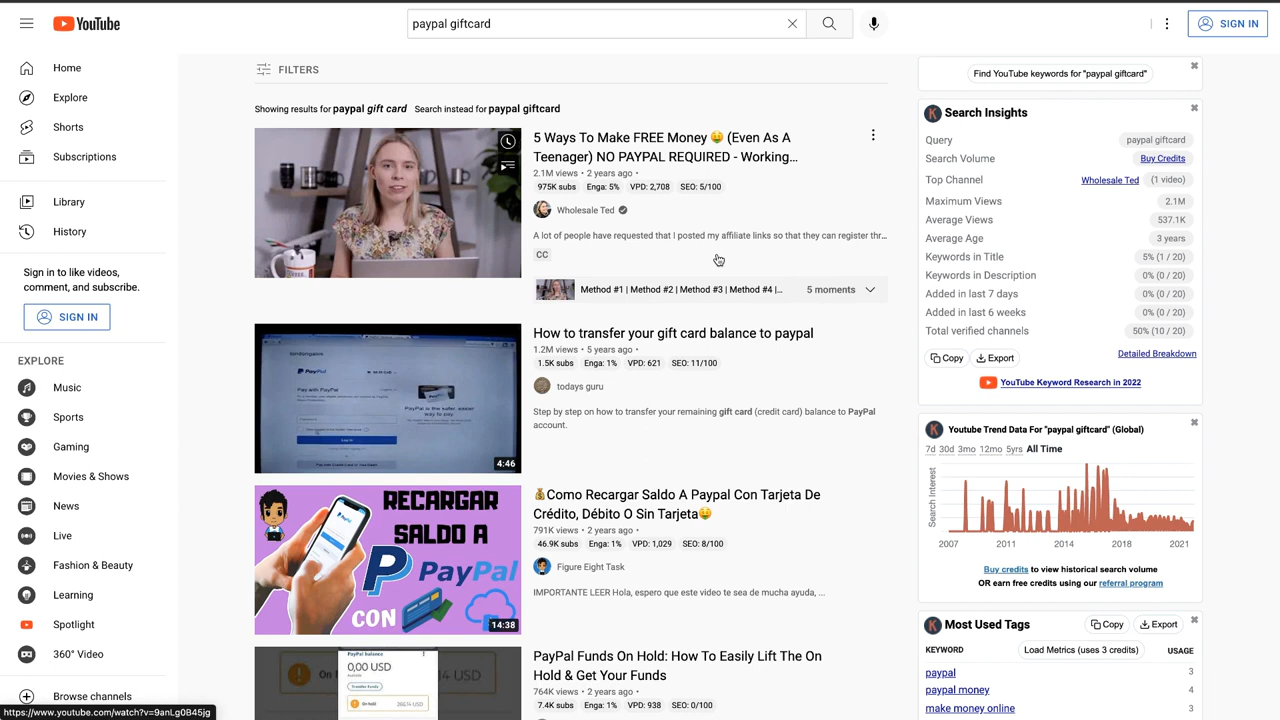 YouTube
paypal giftcard
SIGN IN
Home
Explore
Shorts
Subscriptions
Library
History
Sign in to like videos,
comment, and subscribe.
SIGN IN
EXPLORE
Music
Sports
Gaming
Movies & Shows
News
Live
Fashion & Beauty
Learning
Spotlight
360° Video
Browse channels
https://www.youtube.com/watch?v=9anLg0B45jg
FILTERS
Showing results for paypal gift card Search instead for paypal giftcard
5 Ways To Make FREE Money 🤑 (Even As A
Teenager) NO PAYPAL REQUIRED - Working...
2.1M views • 2 years ago •
975K subs Enga: 5% VPD: 2,708 SEO: 5/100
Wholesale Ted
A lot of people have requested that I posted my affiliate links so that they can register thr...
CC
Method #1 | Method #2 | Method #3 | Method #4 |... 5 moments
PayPal
Pay with PayPal
4:46
How to transfer your gift card balance to paypal
1.2M views • 5 years ago •
1.5K subs Enga: 1% VPD: 621 SEO: 11/100
todays guru
Step by step on how to transfer your remaining gift card (credit card) balance to PayPal
account.
RECARGAR
SALDO A
PayPal
CON
14:38
💰Como Recargar Saldo A Paypal Con Tarjeta De
Crédito, Débito O Sin Tarjeta🤑
791K views • 2 years ago •
46.9K subs Enga: 1% VPD: 1,029 SEO: 8/100
Figure Eight Task
IMPORTANTE LEER Hola, espero que este video te sea de mucha ayuda, ...
PayPal balance
0,00 USD
PayPal Funds On Hold: How To Easily Lift The On
Hold & Get Your Funds
764K views • 2 years ago •
7.4K subs Enga: 1% VPD: 938 SEO: 0/100
Find YouTube keywords for "paypal giftcard"
Search Insights
Query paypal giftcard
Search Volume Buy Credits
Top Channel Wholesale Ted (1 video)
Maximum Views 2.1M
Average Views 537.1K
Average Age 3 years
Keywords in Title 5% (1 / 20)
Keywords in Description 0% (0 / 20)
Added in last 7 days 0% (0 / 20)
Added in last 6 weeks 0% (0 / 20)
Total verified channels 50% (10 / 20)
Copy Export Detailed Breakdown
YouTube Keyword Research in 2022
Youtube Trend Data For "paypal giftcard" (Global)
7d 30d 3mo 12mo 5yrs All Time
Search Interest
2007 2011 2014 2018 2021
Buy credits to view historical search volume
OR earn free credits using our referral program
Most Used Tags Copy Export
KEYWORD Load Metrics (uses 3 credits) USAGE
paypal 3
paypal money 4
make money online 3